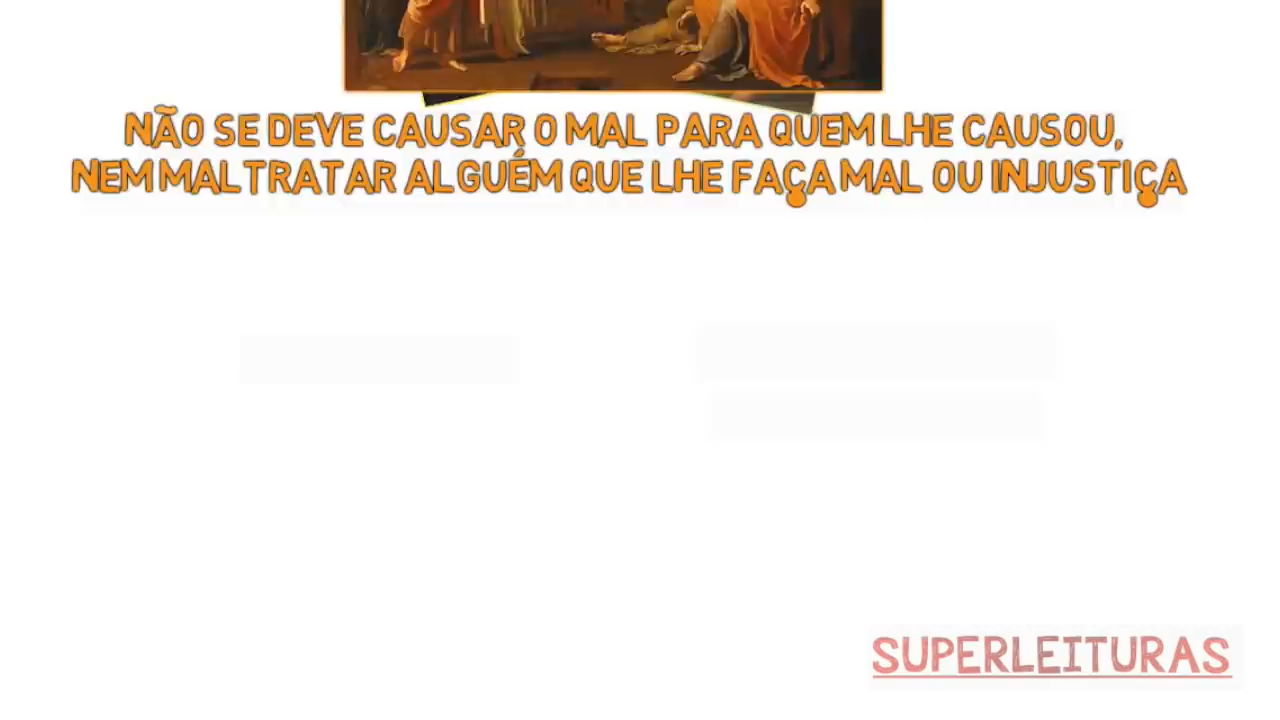 NÃO SE DEVE CAUSAR O MAL PARA QUEM LHE CAUSOU,
NEM MALTRATAR ALGUÉM QUE LHE FAÇA MAL OU INJUSTIÇA
SUPERLEITURAS